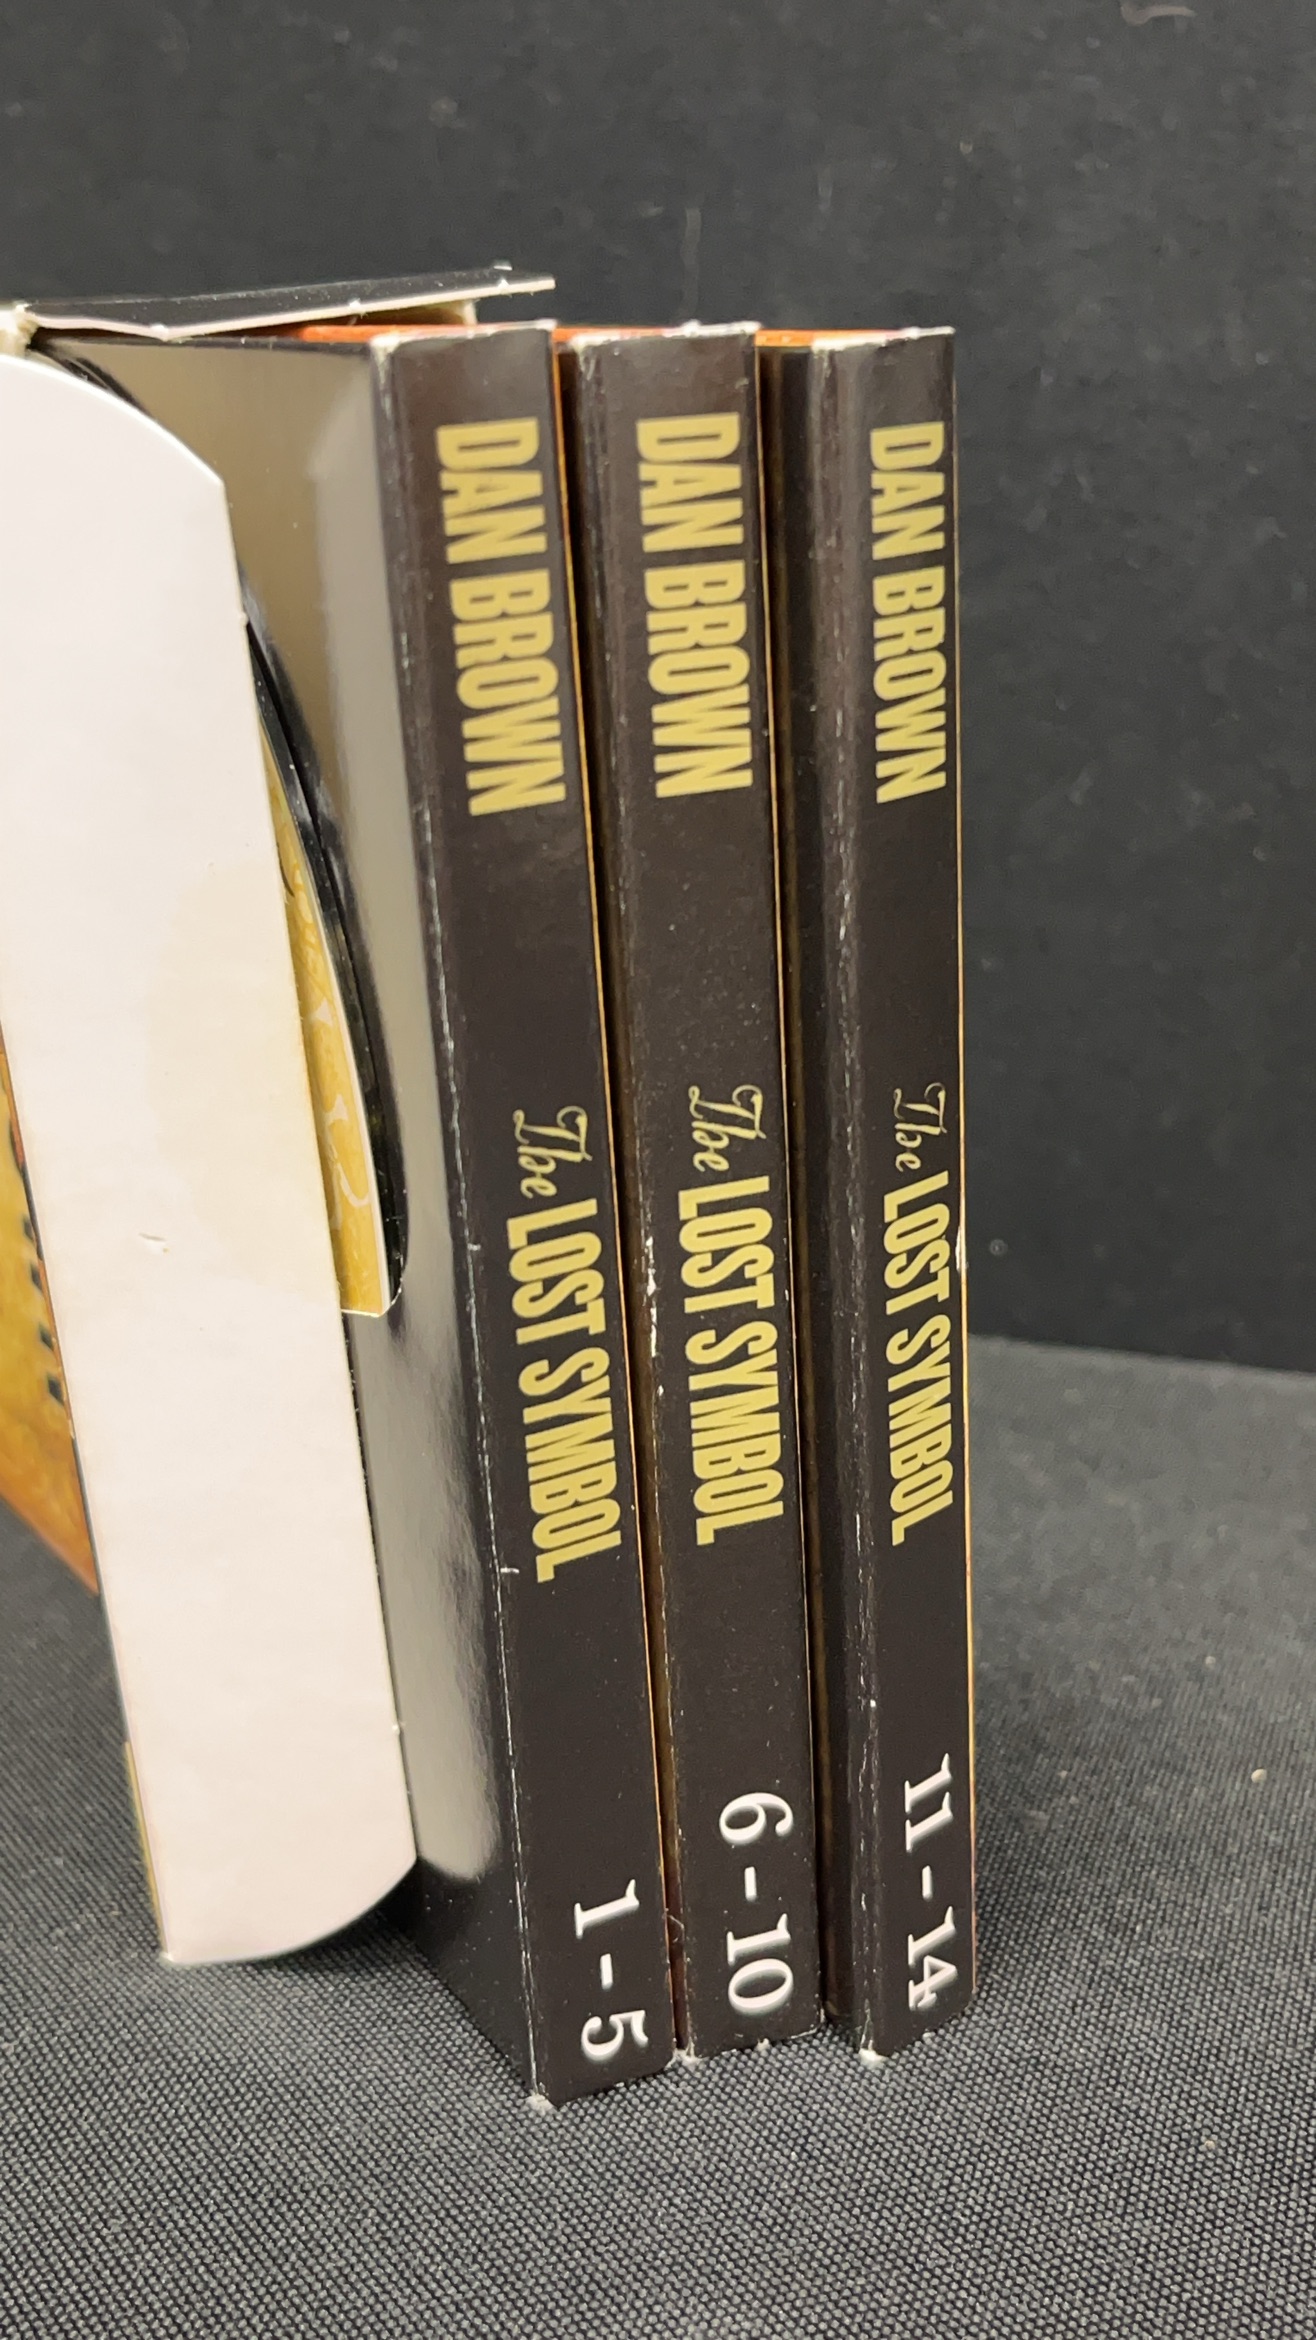 DAN BROWN The LOST SYMBOL 1 - 5
DAN BROWN The LOST SYMBOL 6 - 10
DAN BROWN The LOST SYMBOL 11 - 14